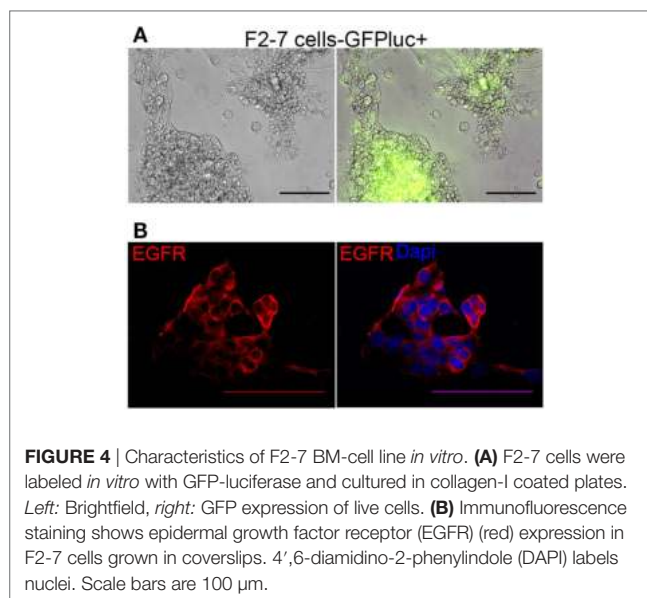 A
F2-7 cells-GFPluc+
B
EGFR
EGFR Dapi
FIGURE 4 | Characteristics of F2-7 BM-cell line in vitro. (A) F2-7 cells were
labeled in vitro with GFP-luciferase and cultured in collagen-I coated plates.
Left: Brightfield, right: GFP expression of live cells. (B) Immunofluorescence
staining shows epidermal growth factor receptor (EGFR) (red) expression in
F2-7 cells grown in coverslips. 4′,6-diamidino-2-phenylindole (DAPI) labels
nuclei. Scale bars are 100 μm.